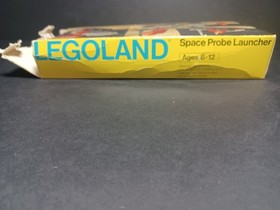 LEGOLAND
Space Probe Launcher
Ages 6-12